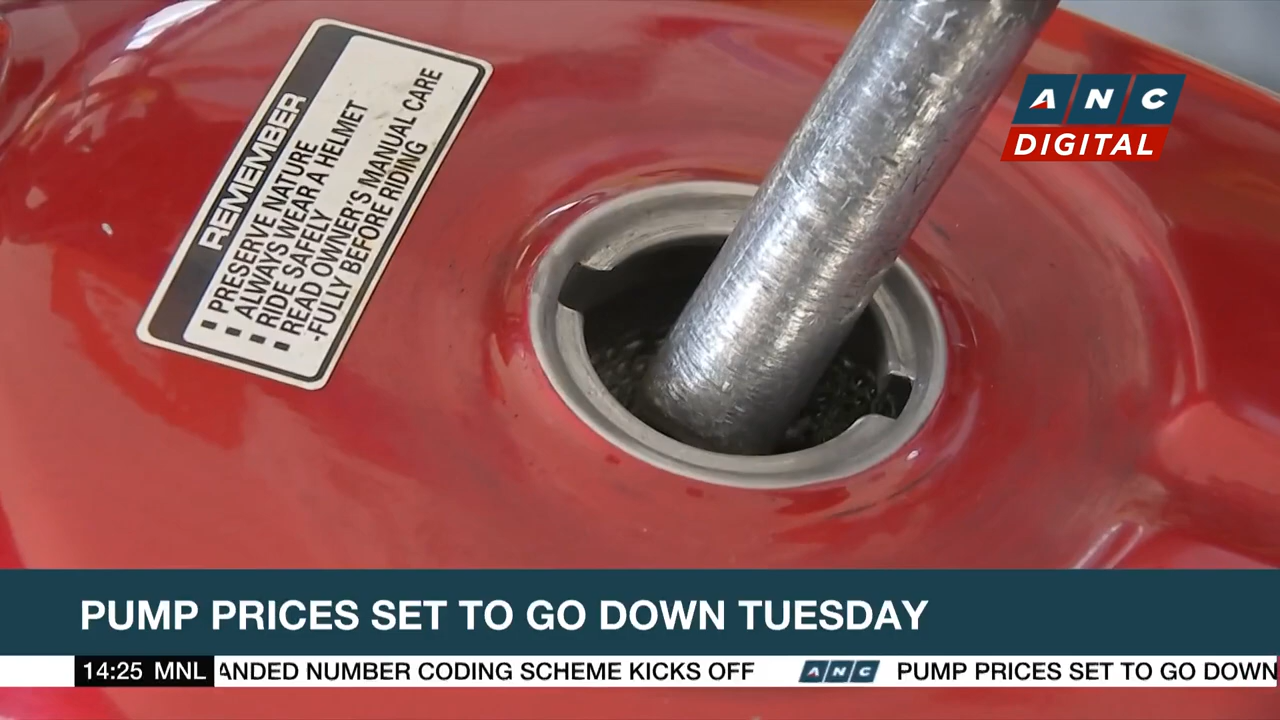 REMEMBER
PRESERVE NATURE
ALWAYS WEAR A HELMET
RIDE SAFELY
READ OWNER'S MANUAL CARE
-FULLY BEFORE RIDING
ANC
DIGITAL
PUMP PRICES SET TO GO DOWN TUESDAY
14:25 MNL ANDED NUMBER CODING SCHEME KICKS OFF ANC PUMP PRICES SET TO GO DOWN